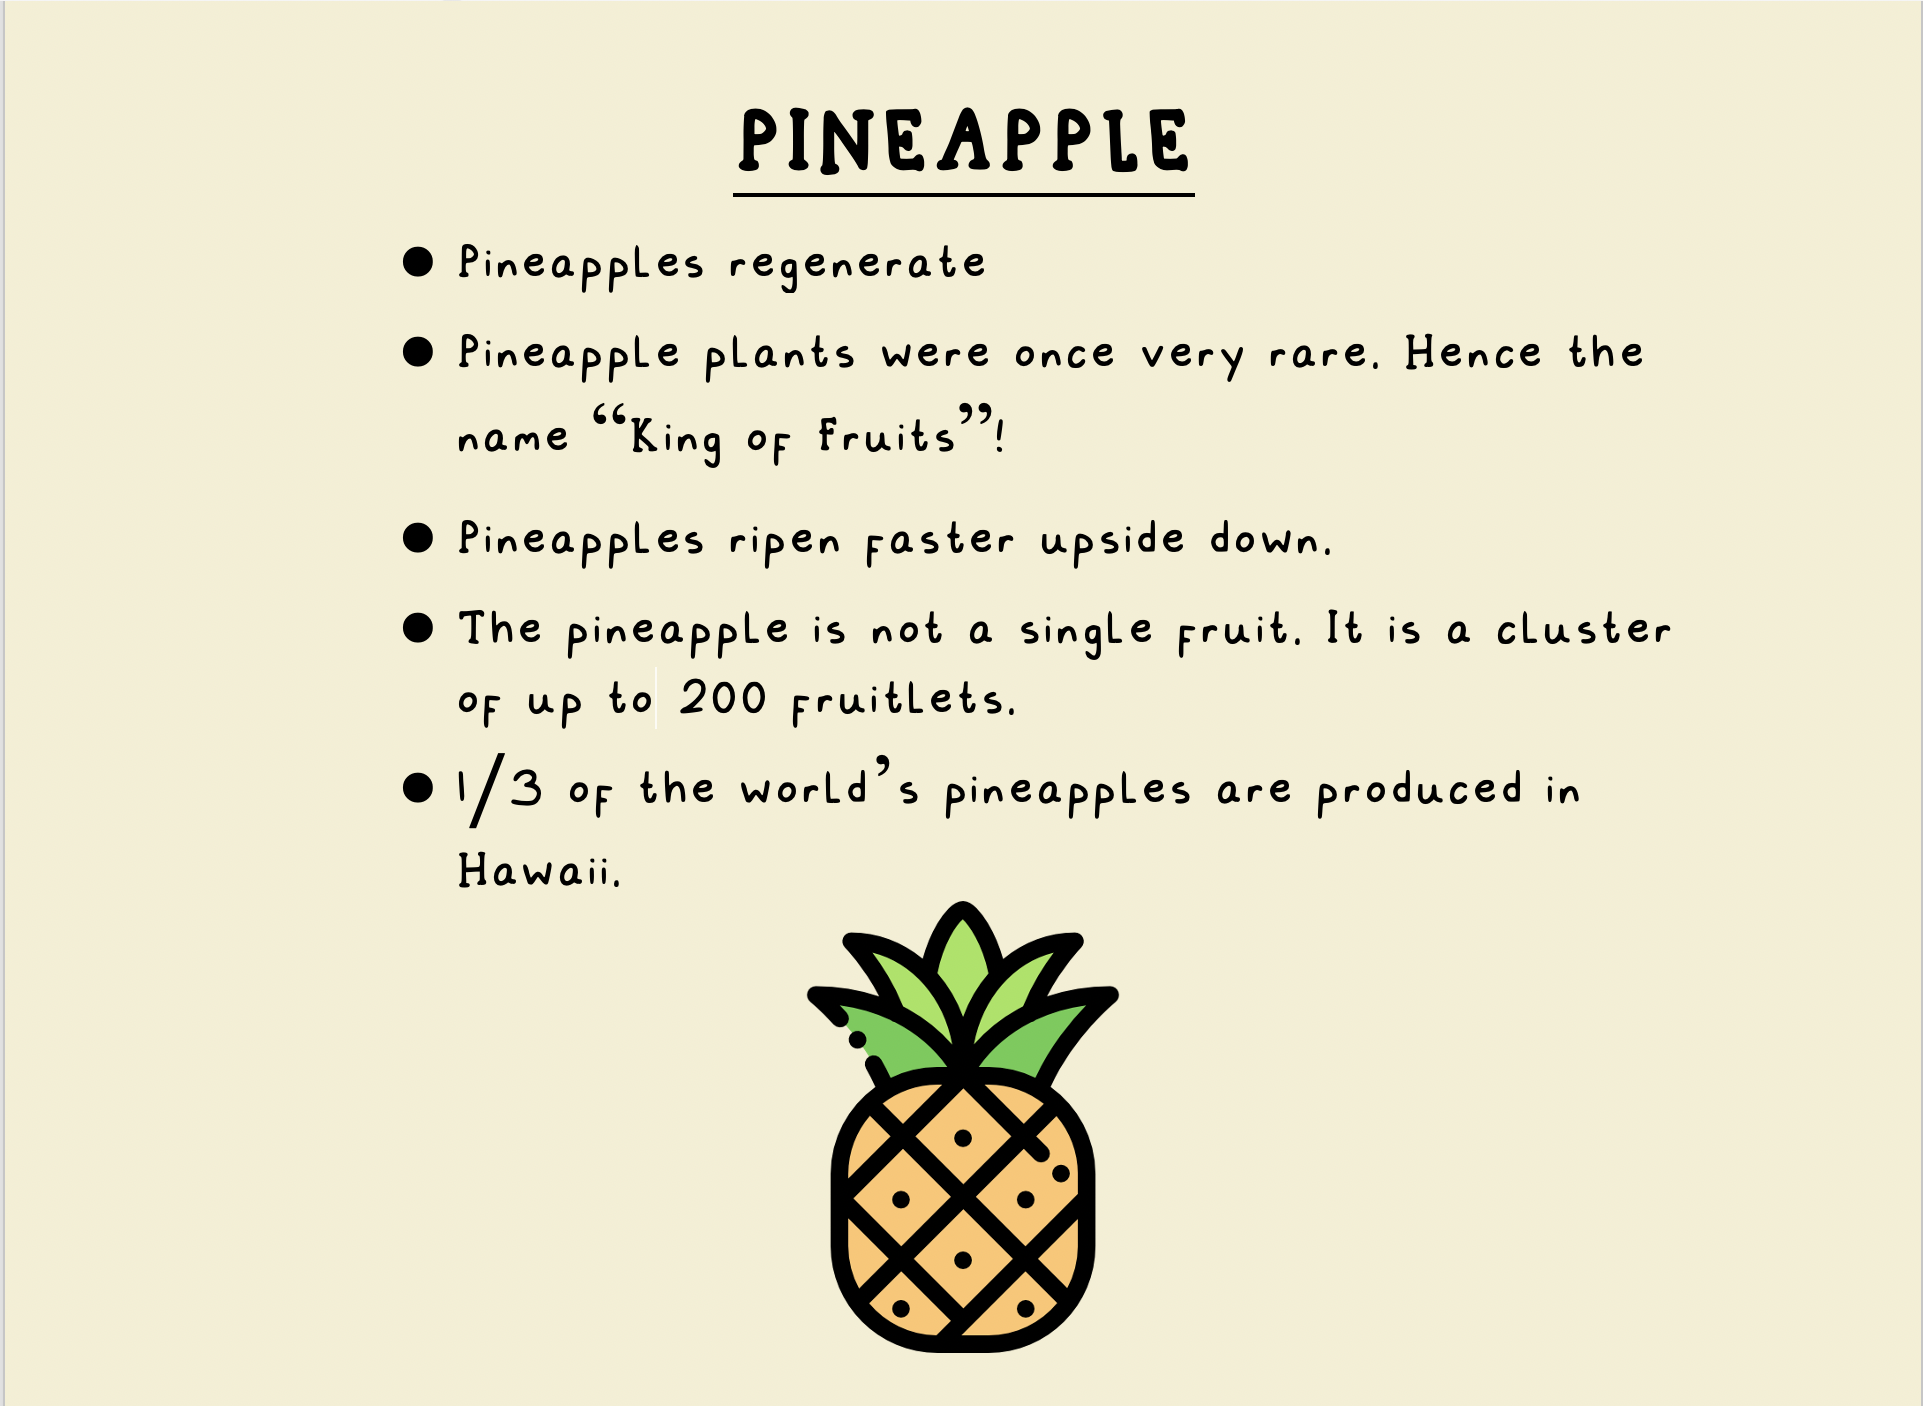 PINEAPPLE
● Pineapples regenerate
● Pineapple plants were once very rare. Hence the
name “King of Fruits”!
● Pineapples ripen faster upside down.
● The pineapple is not a single fruit. It is a cluster
of up to 200 fruitlets.
● 1/3 of the world’s pineapples are produced in
Hawaii.